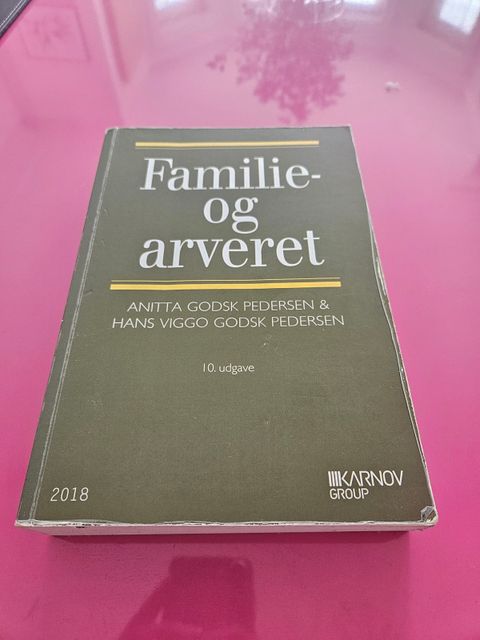 Familie-
og
arveret
ANITTA GODSK PEDERSEN &
HANS VIGGO GODSK PEDERSEN
10. udgave
2018
KARNOV
GROUP